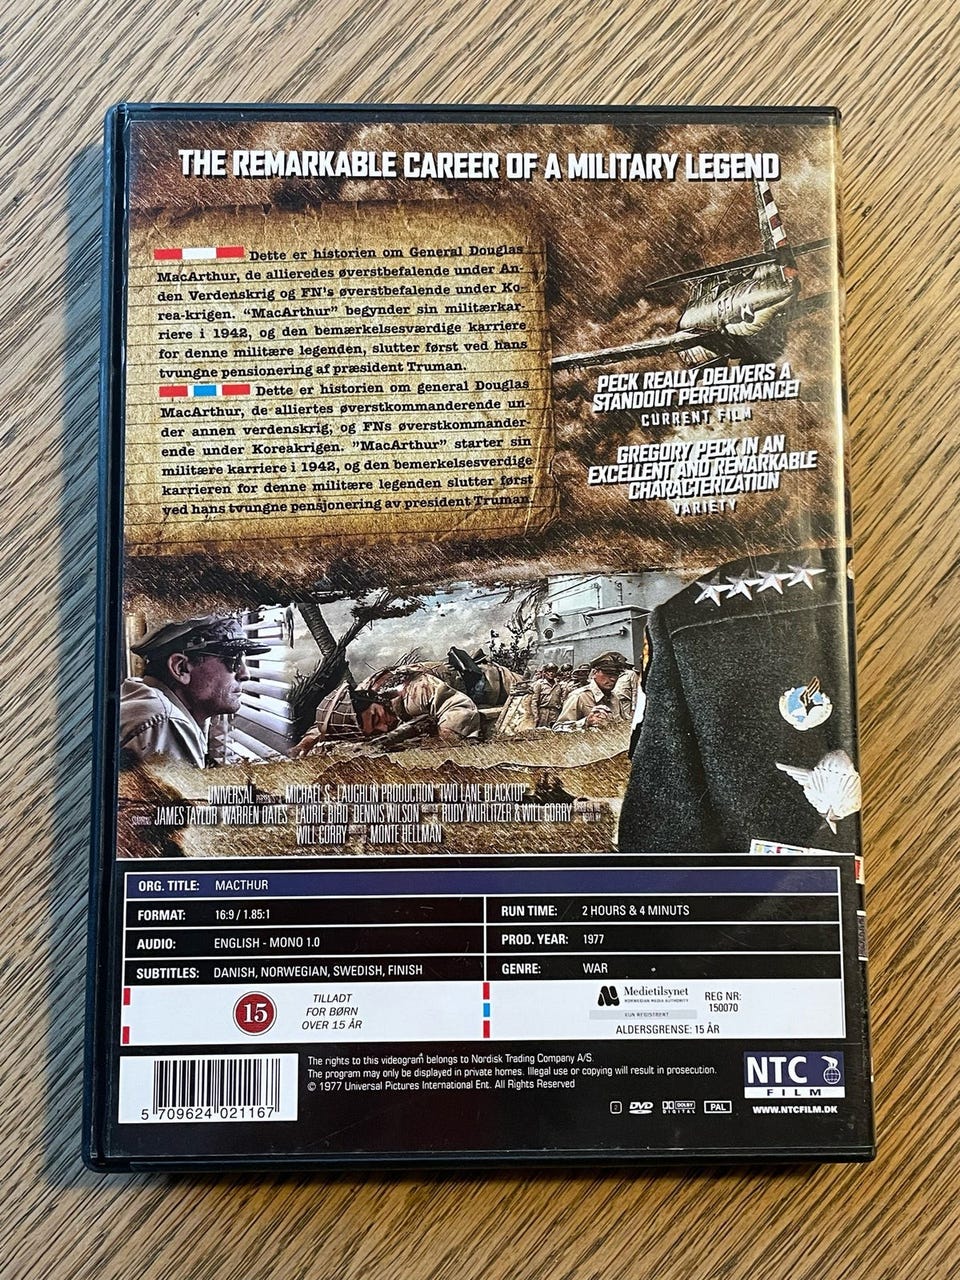 THE REMARKABLE CAREER OF A MILITARY LEGEND
Dette er historien om General Douglas
MacArthur, de allieredes øverstbefalende under An-
den Verdenskrig og FN's øverstbefalende under Ko-
rea-krigen. "MacArthur" begynder sin militærkar-
riere i 1942, og den bemærkelsesværdige karriere
for denne militære legenden, slutter først ved hans
tvungne pensionering af præsident Truman.
Dette er historien om general Douglas
MacArthur, de alliertes øverstkommanderende un-
der annen verdenskrig, og FNs øverstkommander-
ende under Koreakrigen. "MacArthur" starter sin
militære karriere i 1942, og den bemerkelsesverdige
karrieren for denne militære legenden slutter først
ved hans tvungne pensjonering av president Truman.
PECK REALLY DELIVERS A
STANDOUT PERFORMANCE!
CURRENT FILM
GREGORY PECK IN AN
EXCELLENT AND REMARKABLE
CHARACTERIZATION
VARIETY
UNIVERSAL PRESENTS A MICHAEL S. LAUGHLIN PRODUCTION "TWO LANE BLACKTOP"
STARRING JAMES TAYLOR WARREN OATES LAURIE BIRD DENNIS WILSON RUDY WURLITZER & WILL CORRY
WILL CORRY MONTE HELLMAN
ORG. TITLE: MACTHUR
FORMAT: 16:9 / 1.85:1
RUN TIME: 2 HOURS & 4 MINUTS
AUDIO: ENGLISH - MONO 1.0
PROD. YEAR: 1977
SUBTITLES: DANISH, NORWEGIAN, SWEDISH, FINISH
GENRE: WAR
15
TILLADT
FOR BØRN
OVER 15 ÅR
Medietilsynet
NORWEGIAN MEDIA AUTHORITY
KUN REGISTRERT
REG NR:
150070
ALDERSGRENSE: 15 ÅR
The rights to this videogram belongs to Nordisk Trading Company A/S.
The program may only be displayed in private homes. Illegal use or copying will result in prosecution.
© 1977 Universal Pictures International Ent. All Rights Reserved
5 709624 021167
2 DVD DOLBY DIGITAL PAL
NTC
FILM
WWW.NTCFILM.DK